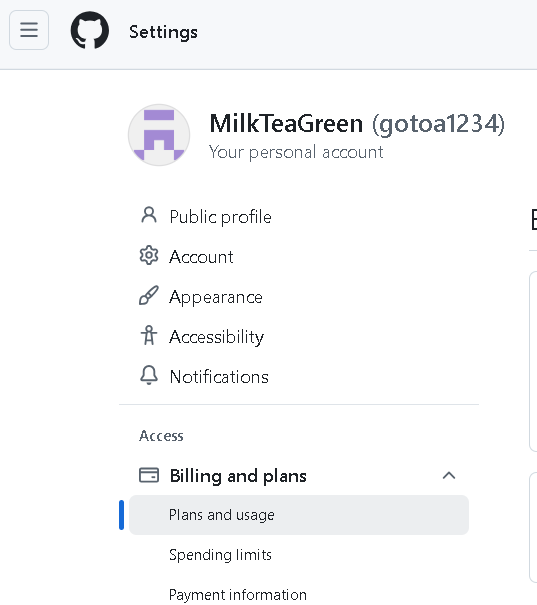 Settings
MilkTeaGreen (gotoa1234)
Your personal account
Public profile
Account
Appearance
Accessibility
Notifications
Access
Billing and plans
Plans and usage
Spending limits
Payment information